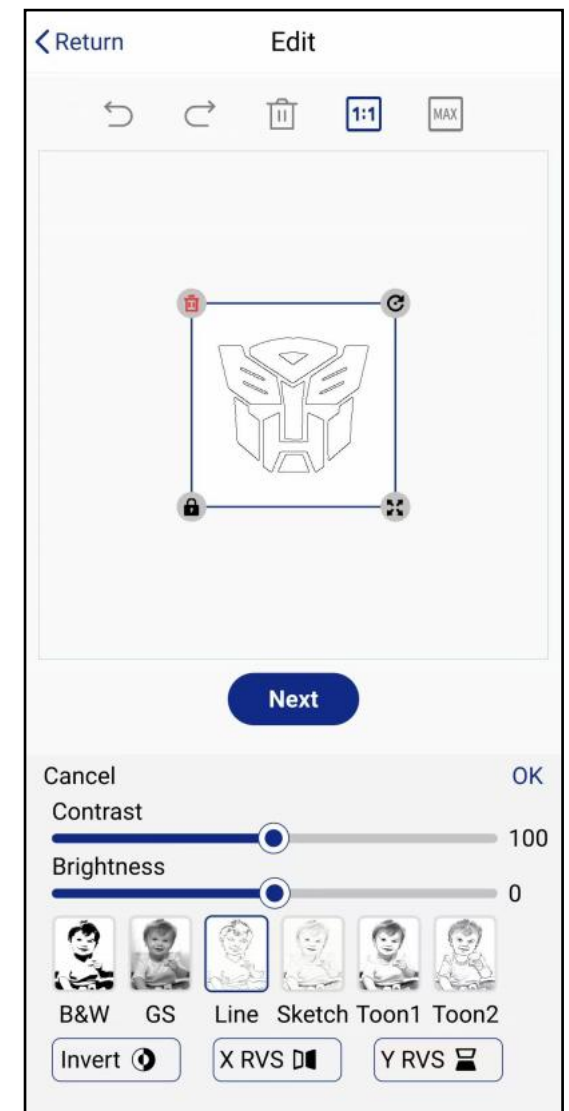 Return Edit
1:1 MAX
Next
Cancel OK
Contrast
100
Brightness
0
B&W GS Line Sketch Toon1 Toon2
Invert X RVS Y RVS